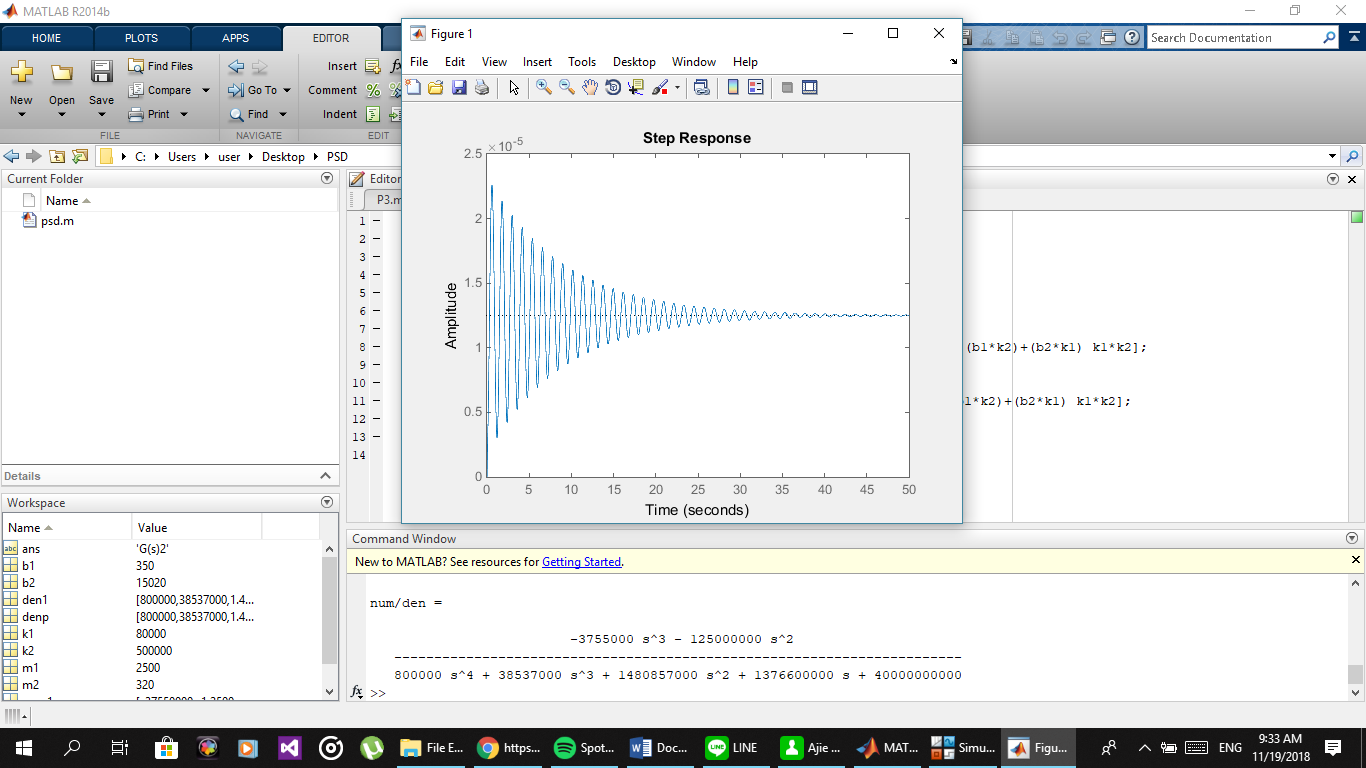 MATLAB R2014b
HOME PLOTS APPS EDITOR
Search Documentation
New Open Save
Find Files
Compare
Print
Go To
Find
Insert
Comment
Indent
FILE NAVIGATE EDIT
C: Users user Desktop PSD
Current Folder
Name
psd.m
Details
Workspace
Name Value
ans 'G(s)2'
b1 350
b2 15020
den1 [800000,38537000,1.4...
denp [800000,38537000,1.4...
k1 80000
k2 500000
m1 2500
m2 320
Editor
P3.m
1
2
3
4
5
6
7
8
9
10
11
12
13
14
(b1*k2)+(b2*k1) k1*k2];
1*k2)+(b2*k1) k1*k2];
Figure 1
File Edit View Insert Tools Desktop Window Help
Step Response
×10-5
2.5
2
1.5
1
0.5
0
Amplitude
0 5 10 15 20 25 30 35 40 45 50
Time (seconds)
Command Window
New to MATLAB? See resources for Getting Started.
num/den =
-3755000 s^3 - 125000000 s^2
----------------------------------------------------------------------
800000 s^4 + 38537000 s^3 + 1480857000 s^2 + 1376600000 s + 40000000000
fx >>
File E... https... Spot... Doc... LINE Ajie ... MAT... Simu... Figu...
ENG
9:33 AM
11/19/2018